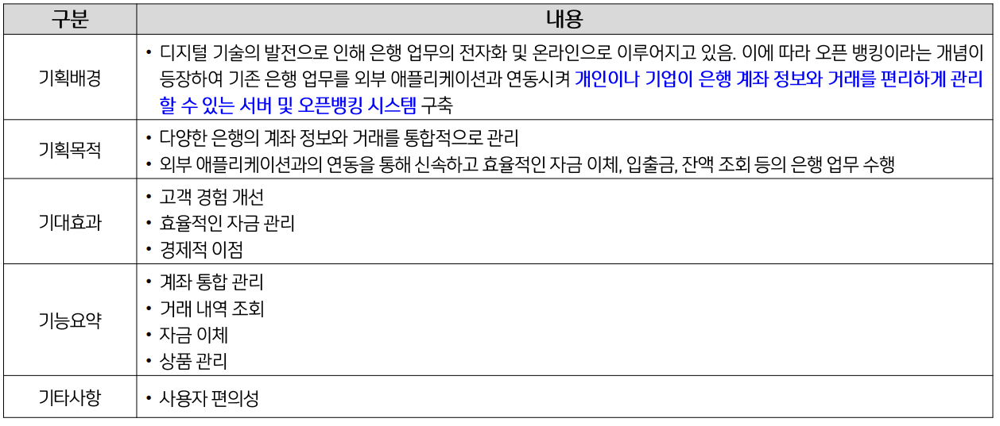 구분 내용
기획배경
• 디지털 기술의 발전으로 인해 은행 업무의 전자화 및 온라인으로 이루어지고 있음. 이에 따라 오픈 뱅킹이라는 개념이
등장하여 기존 은행 업무를 외부 애플리케이션과 연동시켜 개인이나 기업이 은행 계좌 정보와 거래를 편리하게 관리
할 수 있는 서버 및 오픈뱅킹 시스템 구축
기획목적
• 다양한 은행의 계좌 정보와 거래를 통합적으로 관리
• 외부 애플리케이션과의 연동을 통해 신속하고 효율적인 자금 이체, 입출금, 잔액 조회 등의 은행 업무 수행
기대효과
• 고객 경험 개선
• 효율적인 자금 관리
• 경제적 이점
기능요약
• 계좌 통합 관리
• 거래 내역 조회
• 자금 이체
• 상품 관리
기타사항
• 사용자 편의성